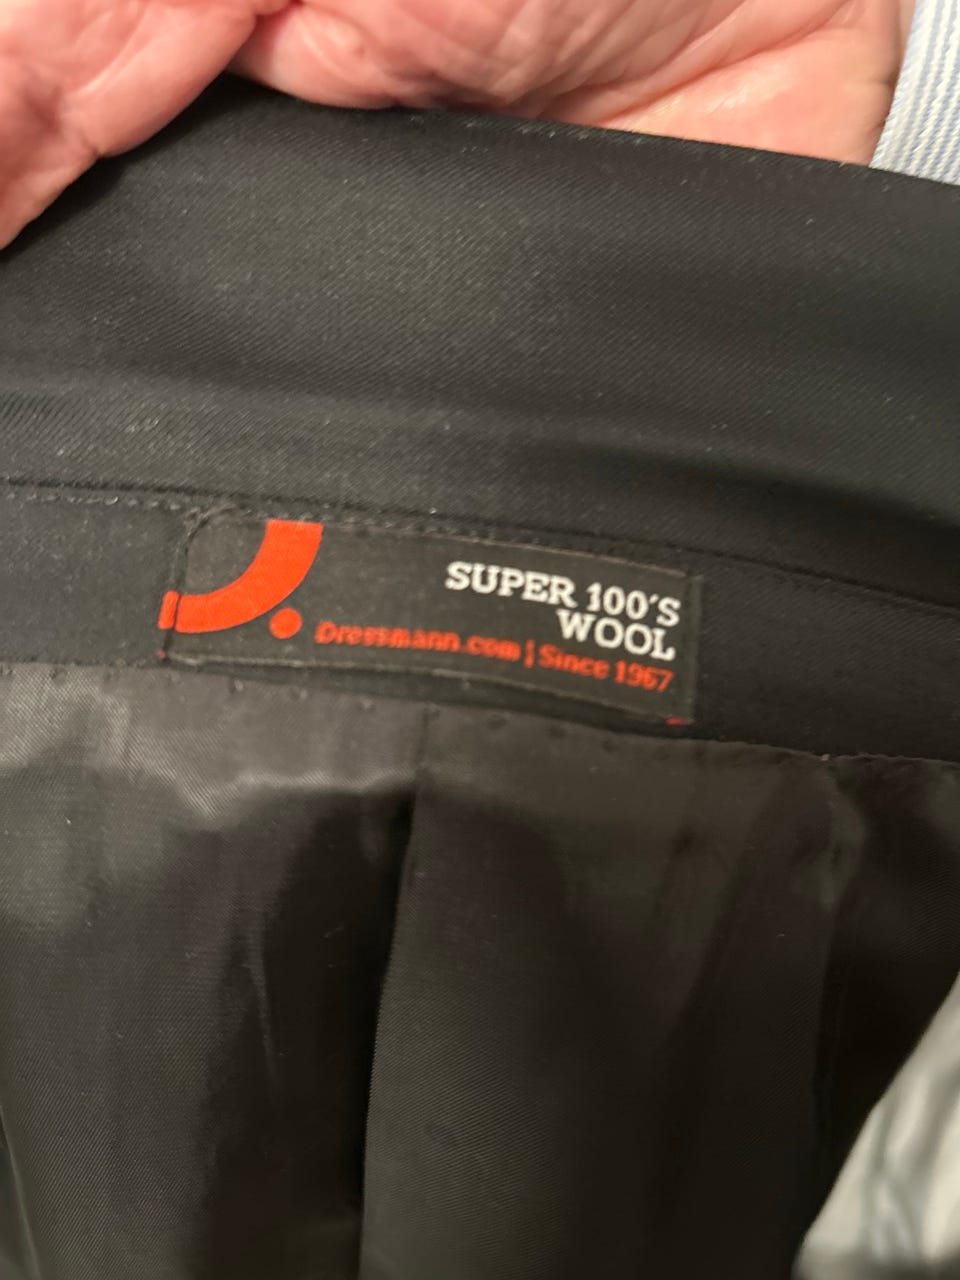 SUPER 100'S
WOOL
Dressmann.com | Since 1967